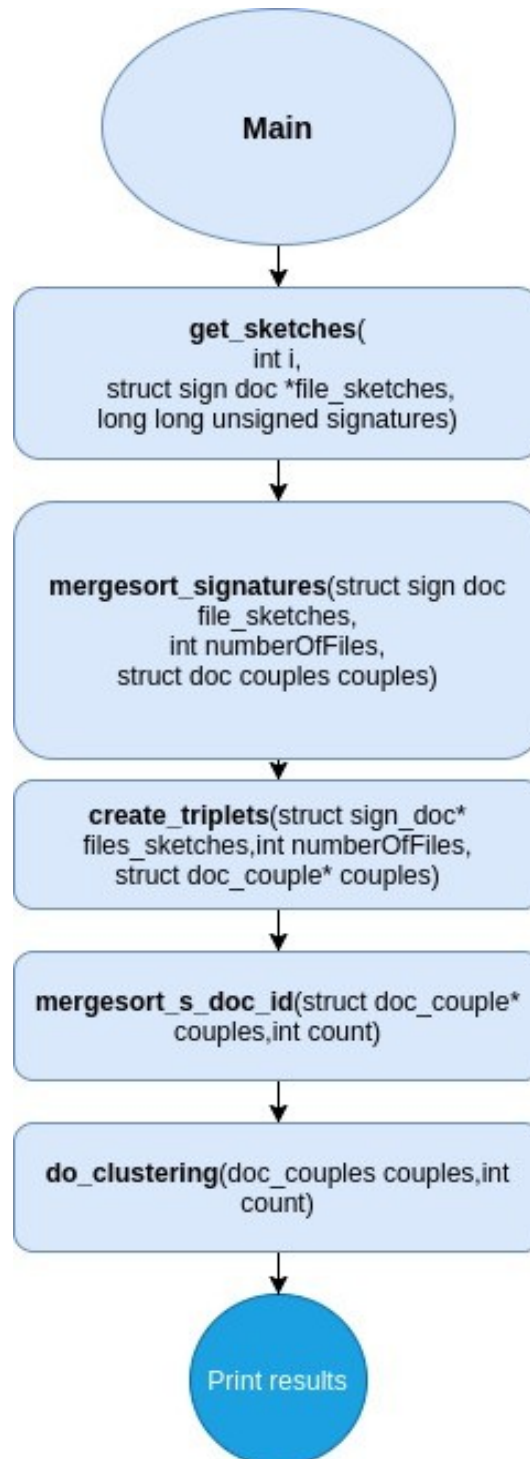 Main
get_sketches(
int i,
struct sign doc *file_sketches,
long long unsigned signatures)
mergesort_signatures(struct sign doc
file_sketches,
int numberOfFiles,
struct doc couples couples)
create_triplets(struct sign_doc*
files_sketches,int numberOfFiles,
struct doc_couple* couples)
mergesort_s_doc_id(struct doc_couple*
couples,int count)
do_clustering(doc_couples couples,int
count)
Print results